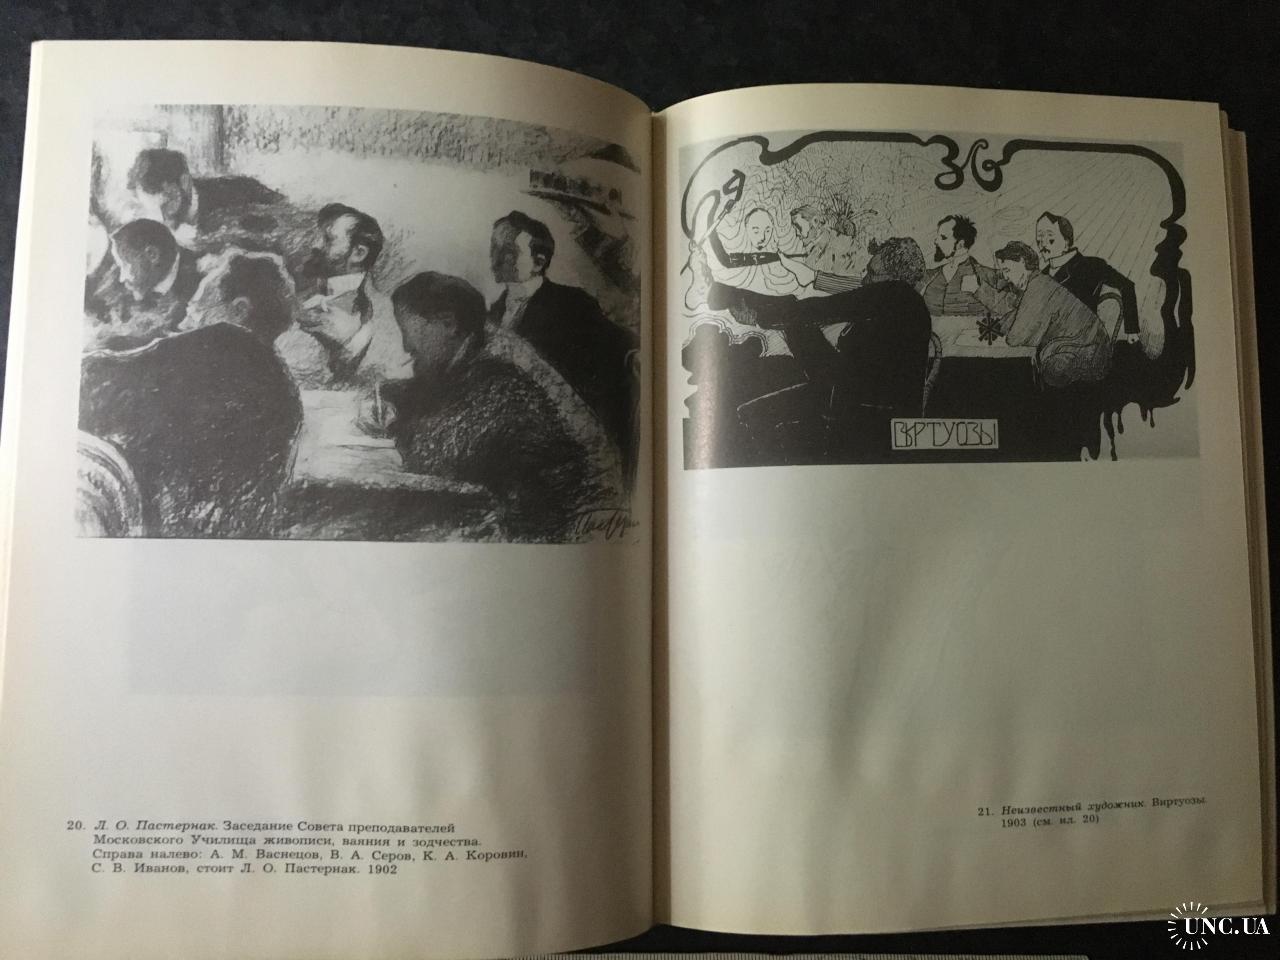 36
ВИРТУОЗЫ
20. Л. О. Пастернак. Заседание Совета преподавателей
Московского Училища живописи, ваяния и зодчества.
Справа налево: А. М. Васнецов, В. А. Серов, К. А. Коровин,
С. В. Иванов, стоит Л. О. Пастернак. 1902
21. Неизвестный художник. Виртуозы.
1903 (см. ил. 20)
UNC.UA